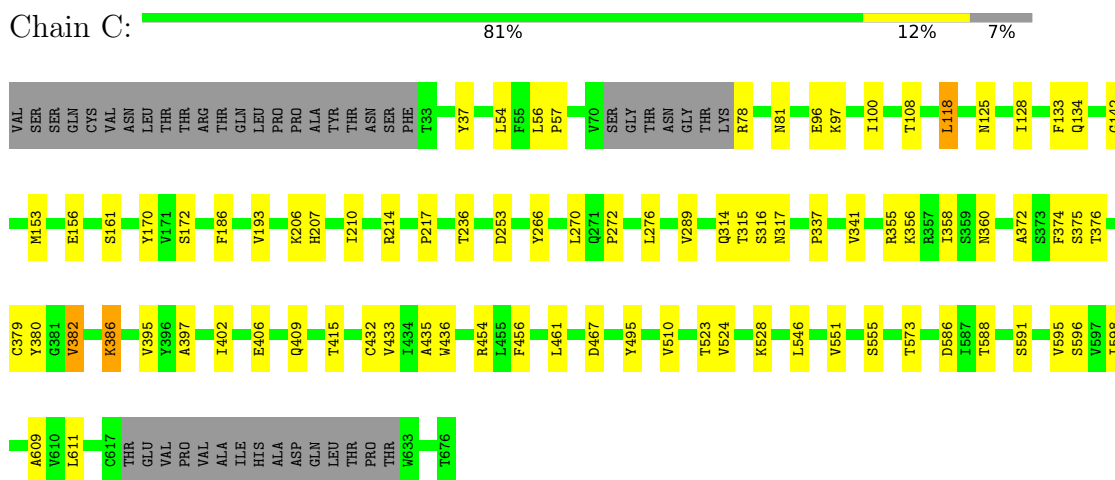 Chain C:
81% 12% 7%
VAL SER SER GLN CYS VAL ASN LEU THR THR ARG THR GLN LEU PRO PRO ALA TYR THR ASN SER PHE T33 Y37 L54 F55 L56 P57 V70 SER GLY THR ASN GLY THR LYS R78 N81 E96 K97 I100 T108 L118 N125 I128 F133 Q134 G142
M153 E156 S161 Y170 V171 S172 F186 V193 K206 H207 I210 R214 P217 T236 D253 Y266 L270 Q271 P272 L276 V289 Q314 T315 S316 N317 P337 V341 R355 K356 R357 I358 S359 N360 A372 S373 F374 S375 T376
C379 Y380 G381 V382 K386 V395 Y396 A397 I402 E406 Q409 T415 C432 V433 I434 A435 W436 R454 L455 F456 L461 D467 Y495 V510 T523 V524 K528 L546 V551 S555 T573 D586 I587 T588 S591 V595 S596 V597
A609 V610 L611 C617 THR GLU VAL PRO VAL ALA ILE HIS ALA ASP GLN LEU THR PRO THR W633 T676